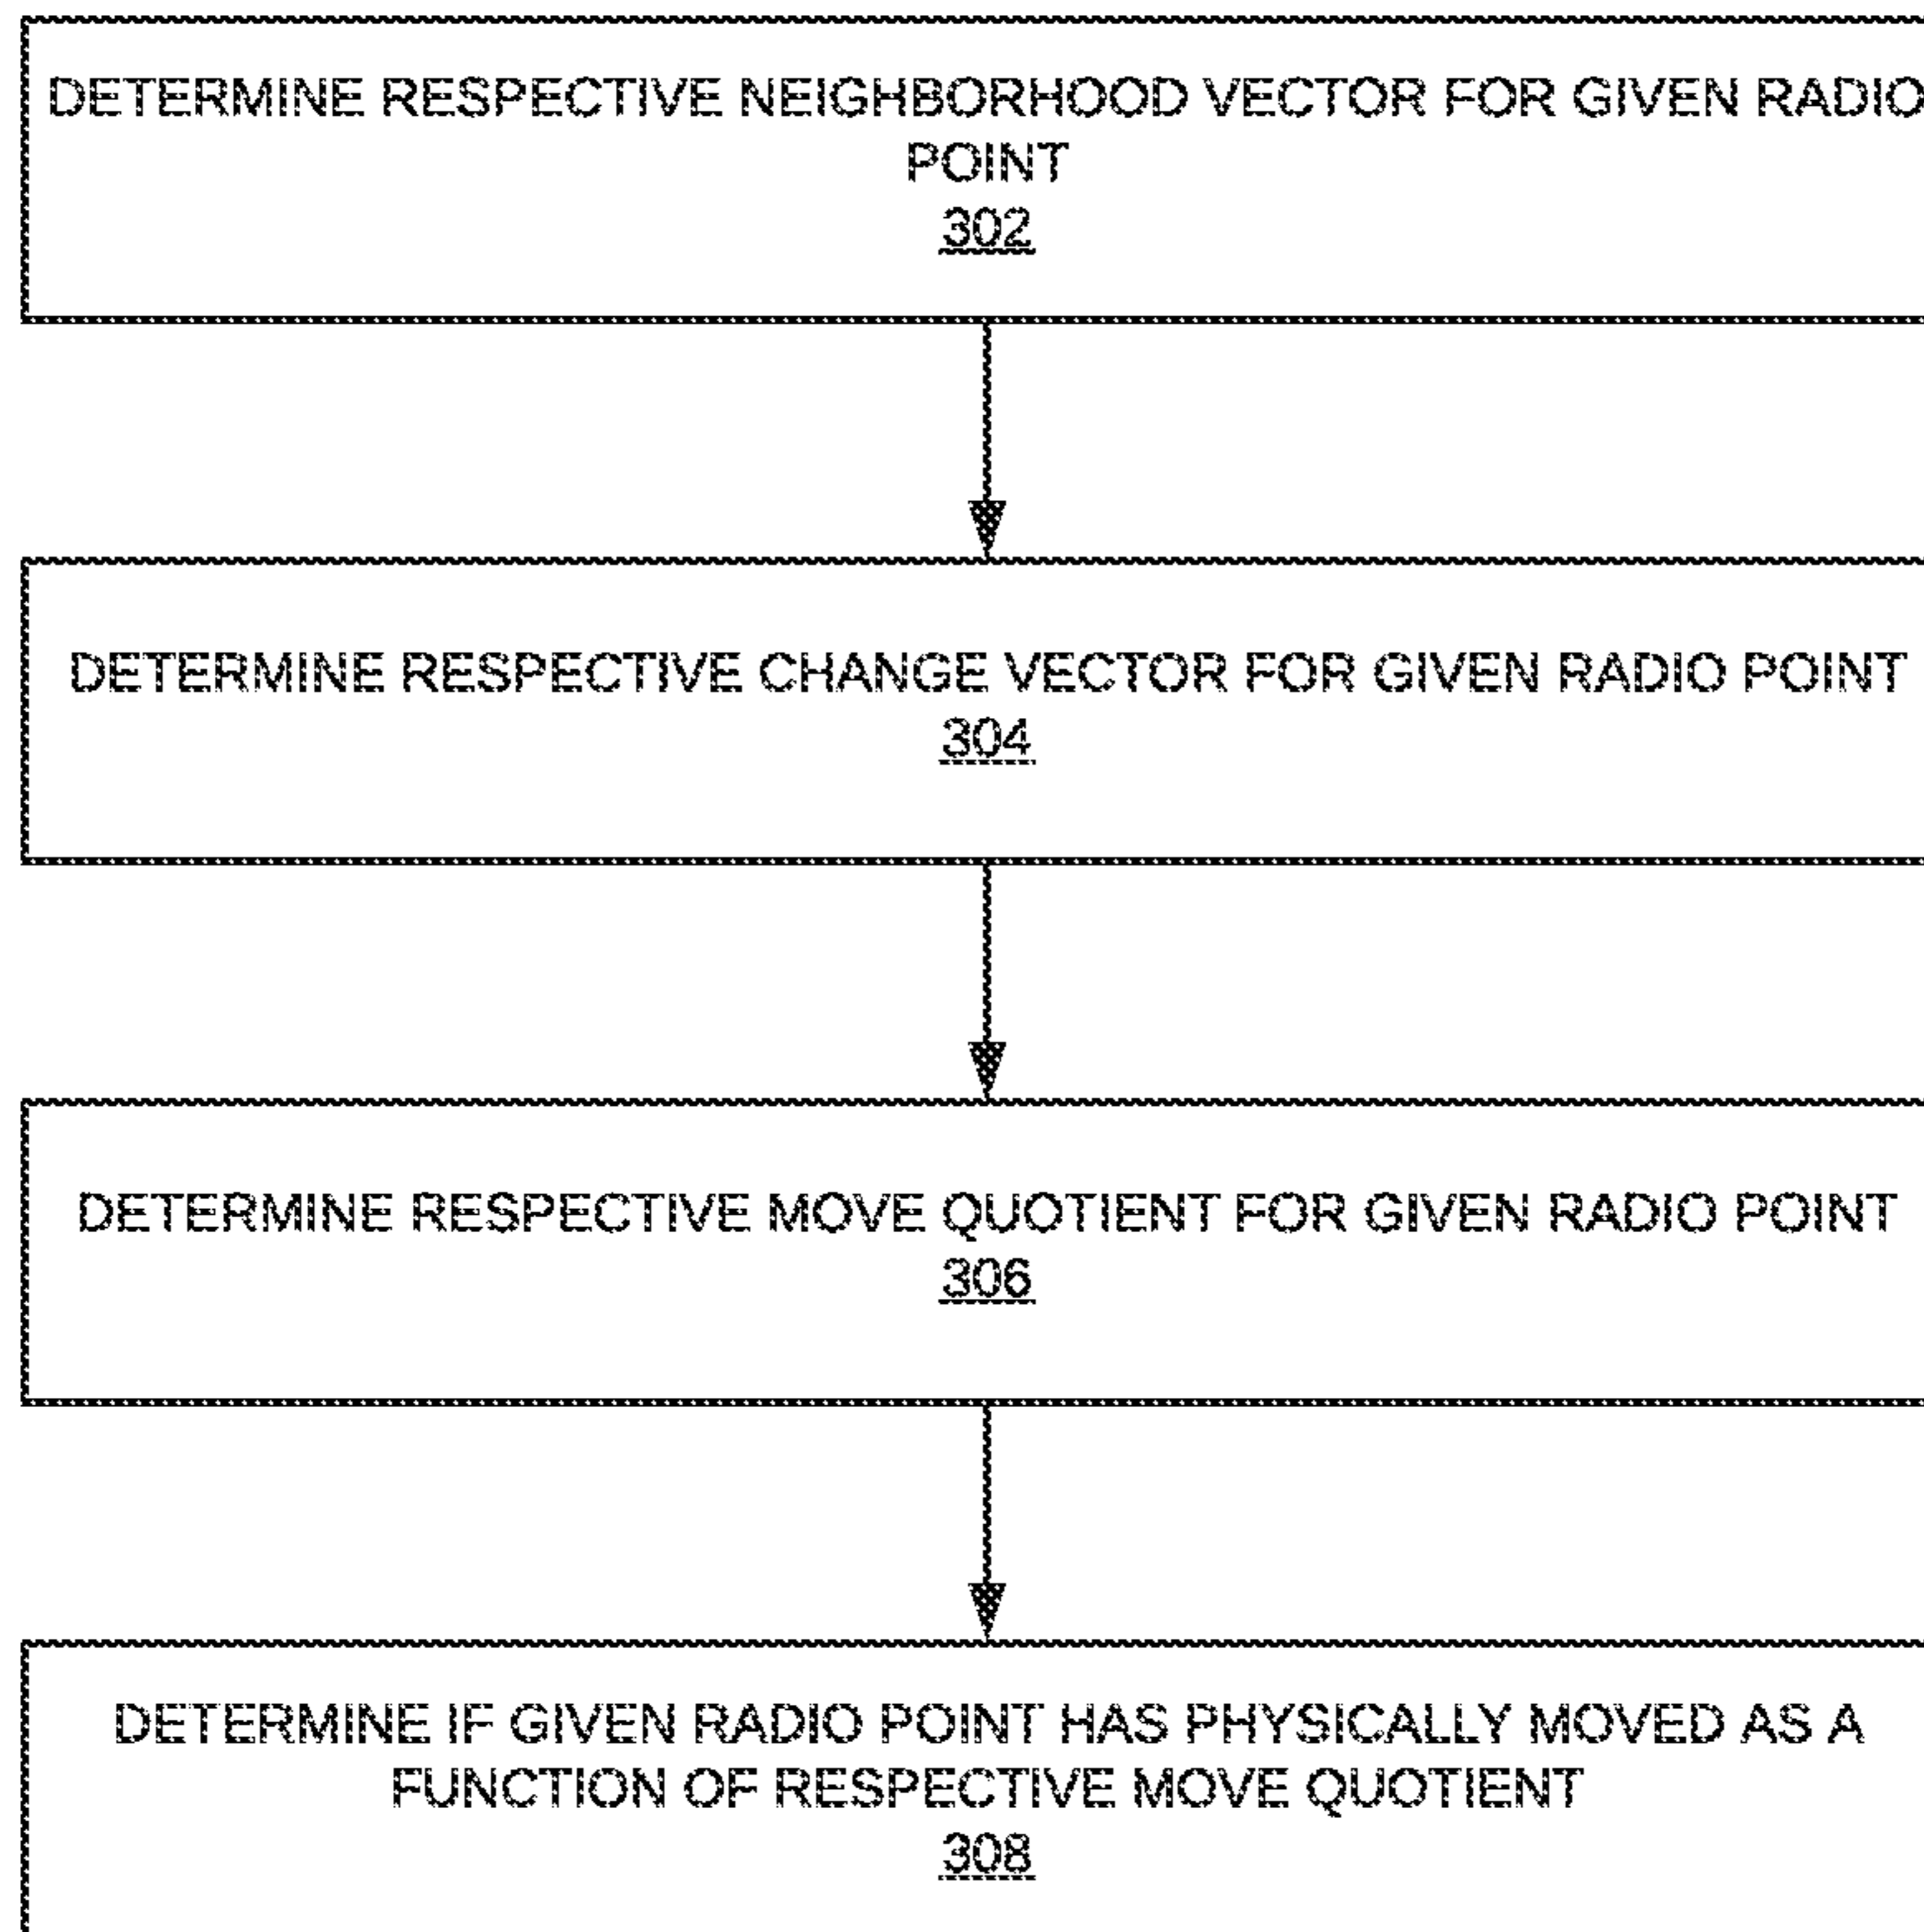 DETERMINE RESPECTIVE NEIGHBORHOOD VECTOR FOR GIVEN RADIO
POINT
302
DETERMINE RESPECTIVE CHANGE VECTOR FOR GIVEN RADIO POINT
304
DETERMINE RESPECTIVE MOVE QUOTIENT FOR GIVEN RADIO POINT
306
DETERMINE IF GIVEN RADIO POINT HAS PHYSICALLY MOVED AS A
FUNCTION OF RESPECTIVE MOVE QUOTIENT
308